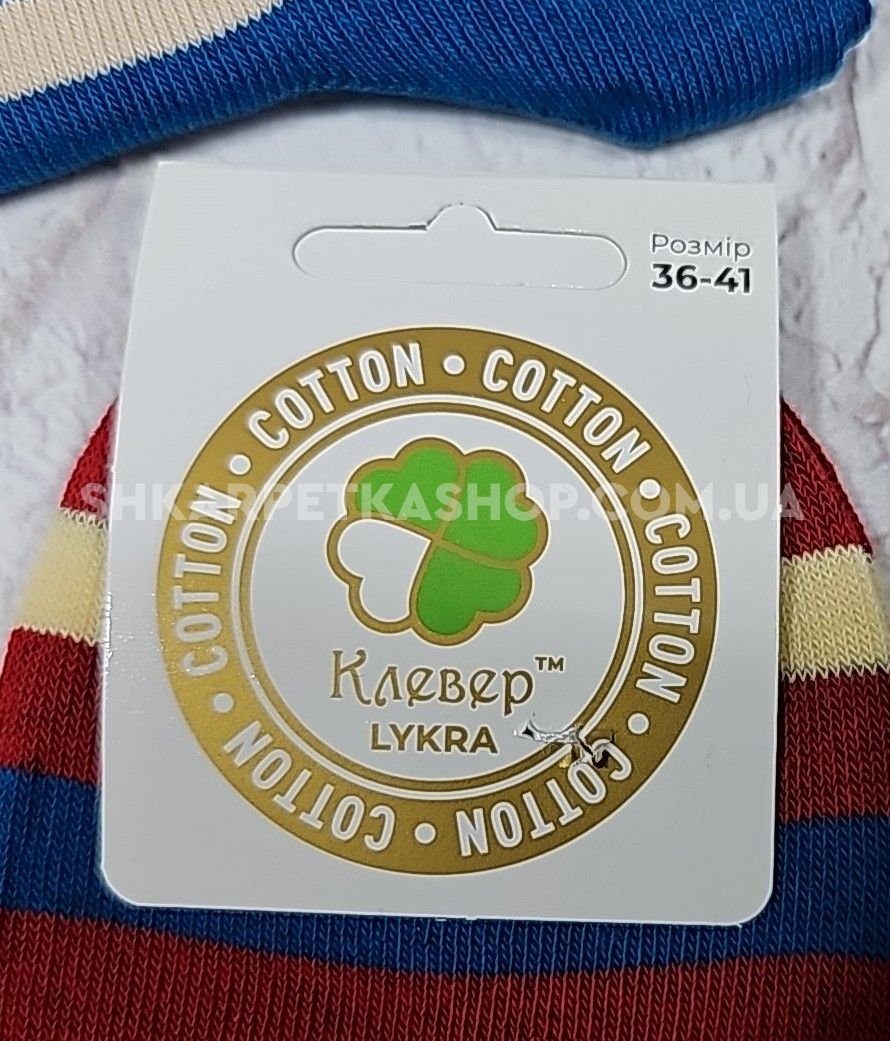 Розмір
36-41
COTTON • COTTON • COTTON • COTTON • COTTON • COTTON •
SHKARPETKASHOP.COM.UA
Клевер™
LYKRA